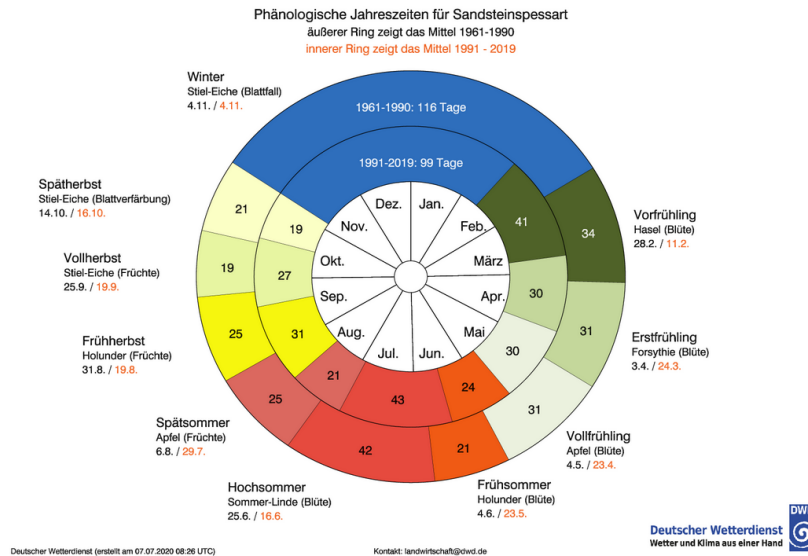 Phänologische Jahreszeiten für Sandsteinspessart
äußerer Ring zeigt das Mittel 1961-1990
innerer Ring zeigt das Mittel 1991 - 2019
Winter
Stiel-Eiche (Blattfall)
4.11. / 4.11.
1961-1990: 116 Tage
1991-2019: 99 Tage
Vorfrühling
Hasel (Blüte)
28.2. / 11.2.
34
41
Erstfrühling
Forsythie (Blüte)
3.4. / 24.3.
31
30
Vollfrühling
Apfel (Blüte)
4.5. / 23.4.
31
30
Frühsommer
Holunder (Blüte)
4.6. / 23.5.
21
24
Hochsommer
Sommer-Linde (Blüte)
25.6. / 16.6.
42
43
Spätsommer
Apfel (Früchte)
6.8. / 29.7.
25
21
Frühherbst
Holunder (Früchte)
31.8. / 19.8.
25
31
Vollherbst
Stiel-Eiche (Früchte)
25.9. / 19.9.
19
27
Spätherbst
Stiel-Eiche (Blattverfärbung)
14.10. / 16.10.
21
19
Jan.
Feb.
März
Apr.
Mai
Jun.
Jul.
Aug.
Sep.
Okt.
Nov.
Dez.
Deutscher Wetterdienst
Wetter und Klima aus einer Hand
DWD
Deutscher Wetterdienst (erstellt am 07.07.2020 08:26 UTC)
Kontakt: landwirtschaft@dwd.de